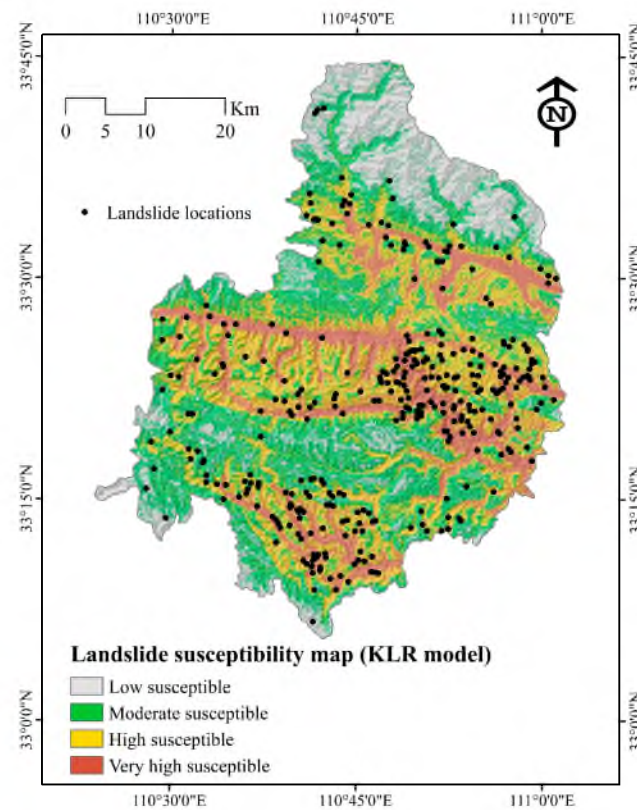 110°30'0"E 110°45'0"E 111°0'0"E
33°45'0"N 33°45'0"N
Km
0 5 10 20
N
Landslide locations
33°30'0"N 33°30'0"N
33°15'0"N 33°15'0"N
Landslide susceptibility map (KLR model)
Low susceptible
Moderate susceptible
High susceptible
Very high susceptible
33°0'0"N 33°0'0"N
110°30'0"E 110°45'0"E 111°0'0"E